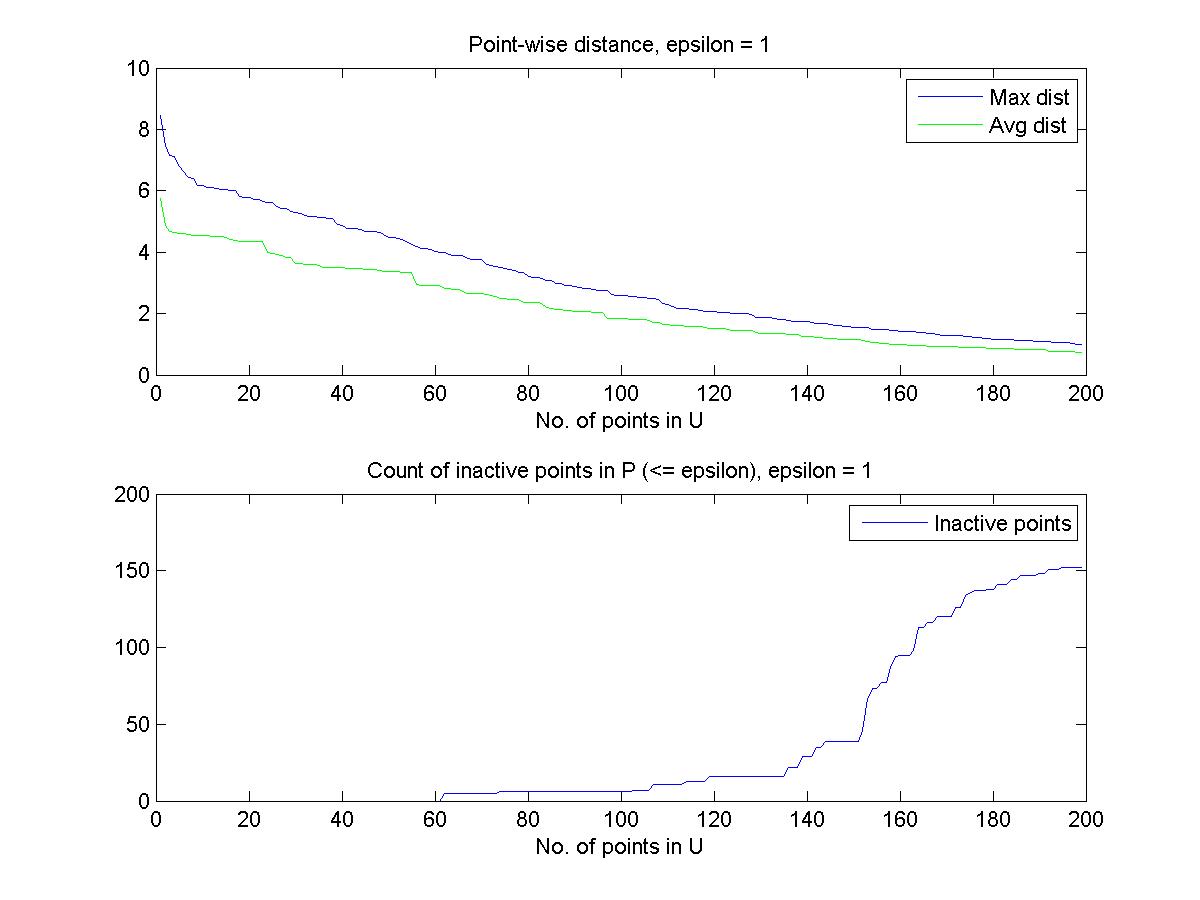 Point-wise distance, epsilon = 1
10
8
6
4
2
0
Max dist
Avg dist
0 20 40 60 80 100 120 140 160 180 200
No. of points in U
Count of inactive points in P (<= epsilon), epsilon = 1
200
150
100
50
0
Inactive points
0 20 40 60 80 100 120 140 160 180 200
No. of points in U